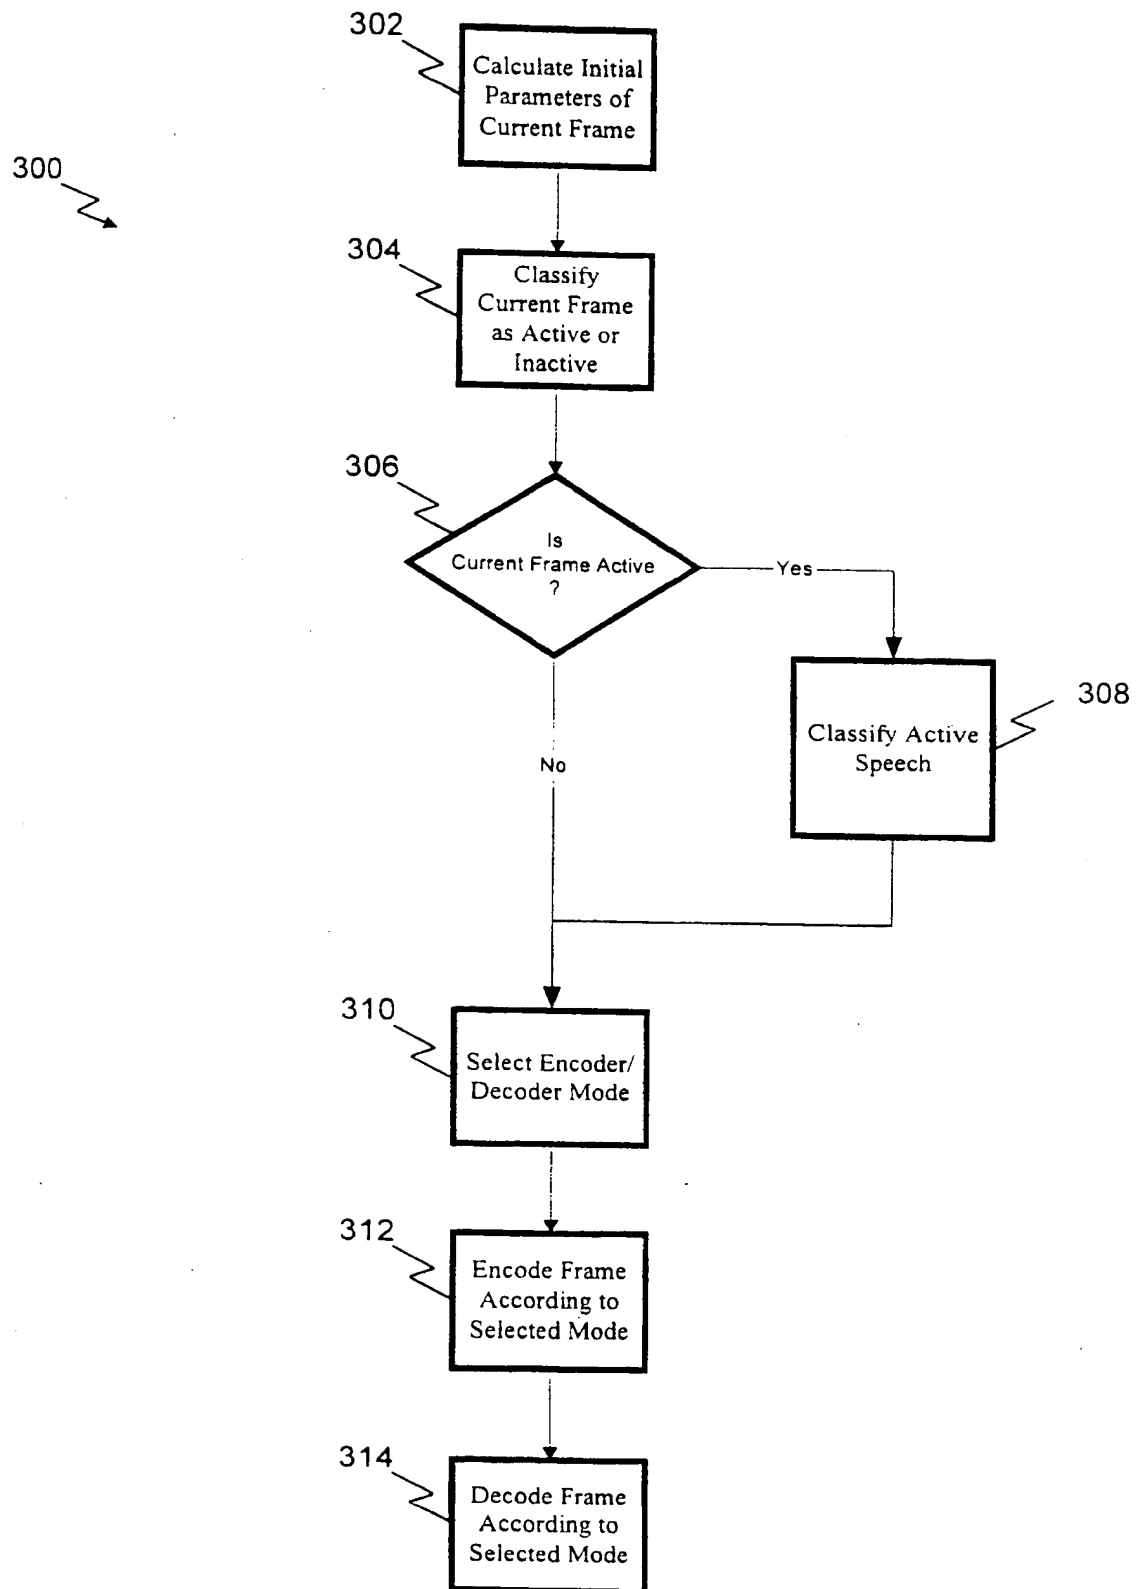 302
Calculate Initial
Parameters of
Current Frame
300
304
Classify
Current Frame
as Active or
Inactive
306
Is
Current Frame Active
?
Yes
308
Classify Active
Speech
No
310
Select Encoder/
Decoder Mode
312
Encode Frame
According to
Selected Mode
314
Decode Frame
According to
Selected Mode